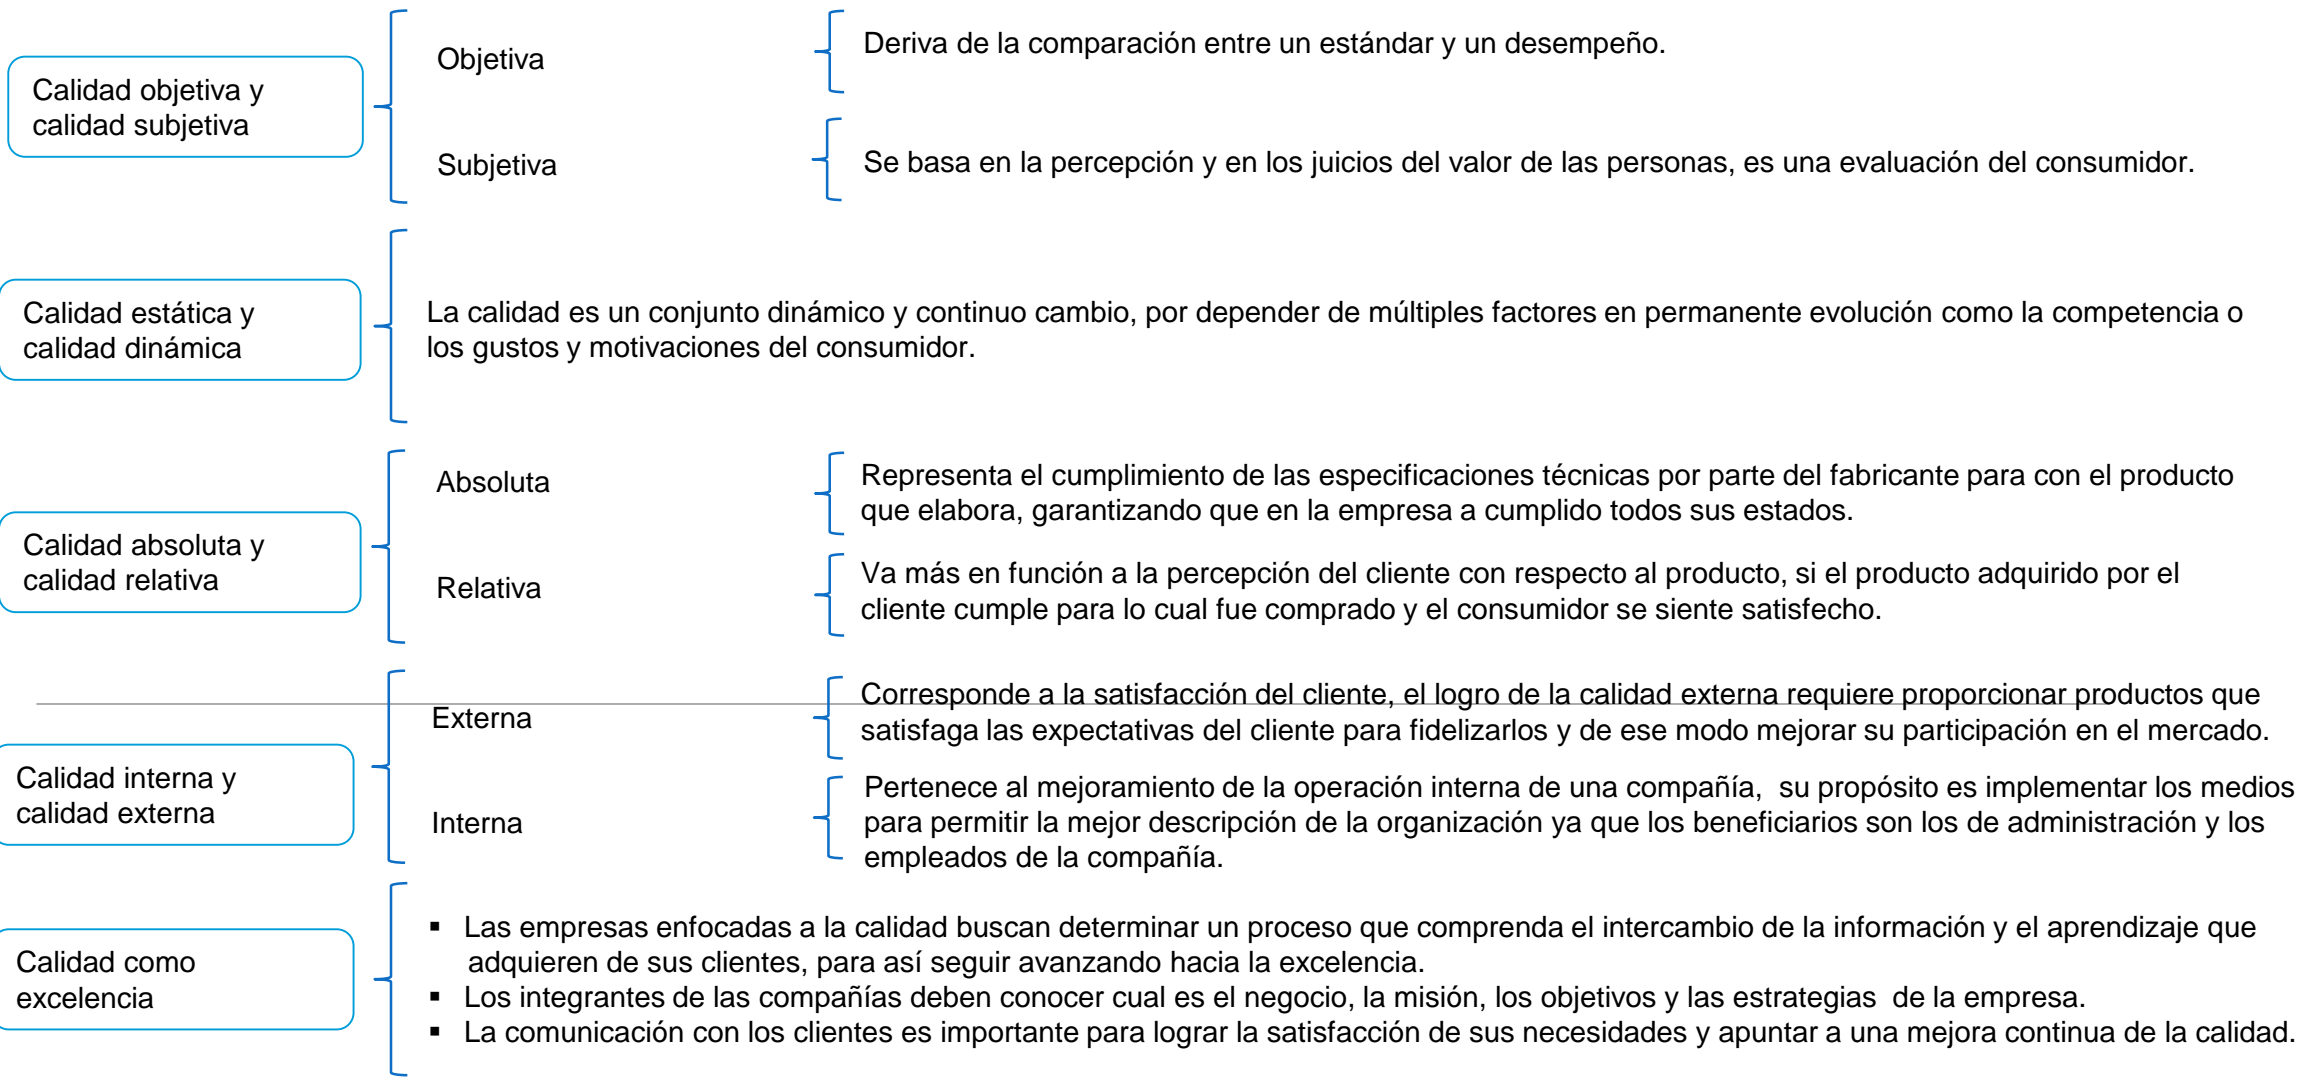 Calidad objetiva y
calidad subjetiva
Objetiva
Deriva de la comparación entre un estándar y un desempeño.
Subjetiva
Se basa en la percepción y en los juicios del valor de las personas, es una evaluación del consumidor.
Calidad estática y
calidad dinámica
La calidad es un conjunto dinámico y continuo cambio, por depender de múltiples factores en permanente evolución como la competencia o
los gustos y motivaciones del consumidor.
Calidad absoluta y
calidad relativa
Absoluta
Representa el cumplimiento de las especificaciones técnicas por parte del fabricante para con el producto
que elabora, garantizando que en la empresa a cumplido todos sus estados.
Relativa
Va más en función a la percepción del cliente con respecto al producto, si el producto adquirido por el
cliente cumple para lo cual fue comprado y el consumidor se siente satisfecho.
Calidad interna y
calidad externa
Externa
Corresponde a la satisfacción del cliente, el logro de la calidad externa requiere proporcionar productos que
satisfaga las expectativas del cliente para fidelizarlos y de ese modo mejorar su participación en el mercado.
Interna
Pertenece al mejoramiento de la operación interna de una compañía,  su propósito es implementar los medios
para permitir la mejor descripción de la organización ya que los beneficiarios son los de administración y los
empleados de la compañía.
Calidad como
excelencia
▪ Las empresas enfocadas a la calidad buscan determinar un proceso que comprenda el intercambio de la información y el aprendizaje que
adquieren de sus clientes, para así seguir avanzando hacia la excelencia.
▪ Los integrantes de las compañías deben conocer cual es el negocio, la misión, los objetivos y las estrategias  de la empresa.
▪ La comunicación con los clientes es importante para lograr la satisfacción de sus necesidades y apuntar a una mejora continua de la calidad.